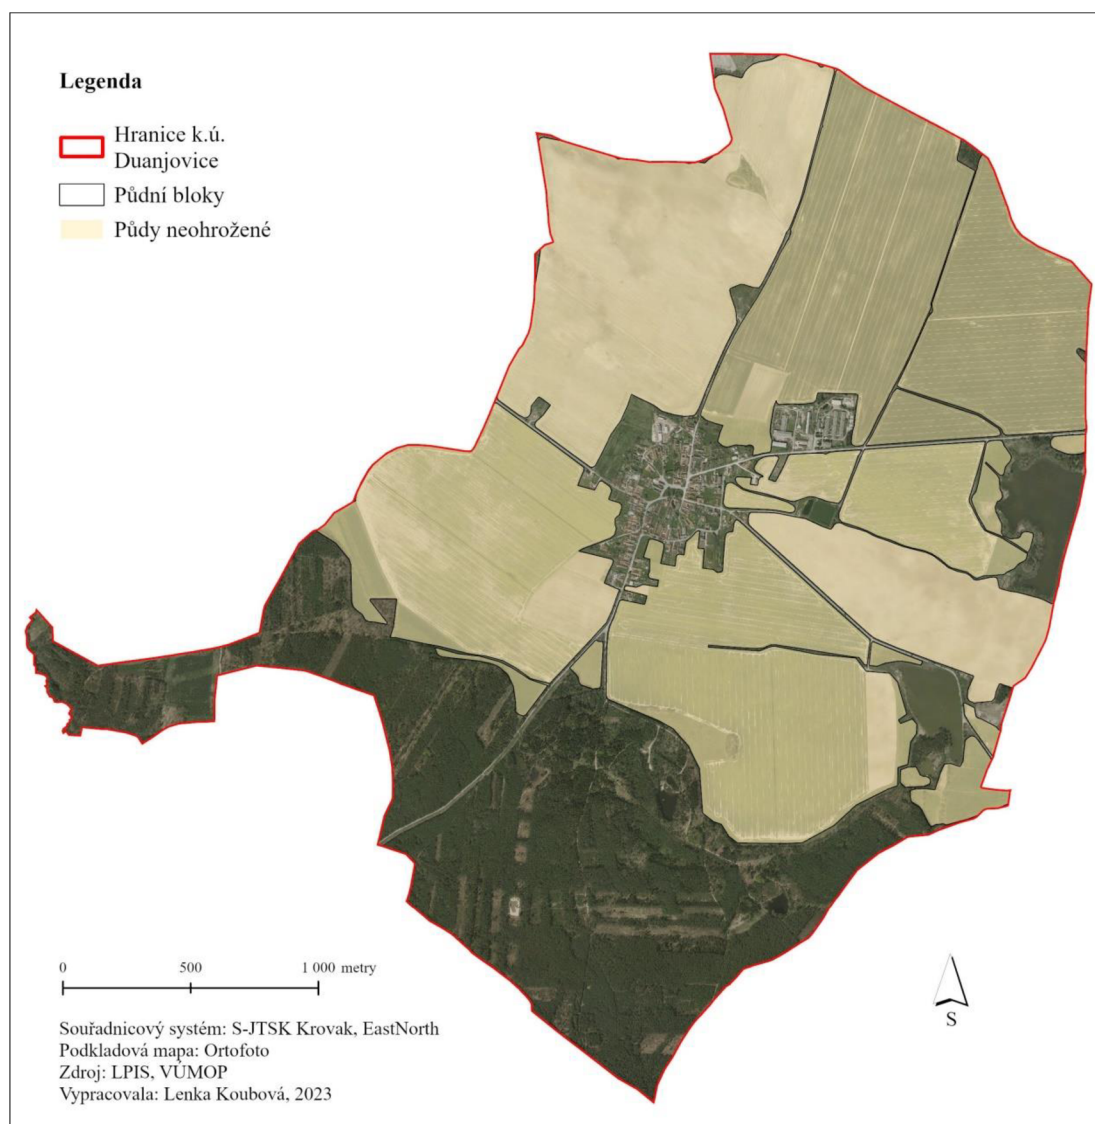 Legenda
Hranice k.ú.
Duanjovice
Půdní bloky
Půdy neohrožené
0 500 1 000 metry
Souřadnicový systém: S-JTSK Krovak, EastNorth
Podkladová mapa: Ortofoto
Zdroj: LPIS, VÚMOP
Vypracovala: Lenka Koubová, 2023
S